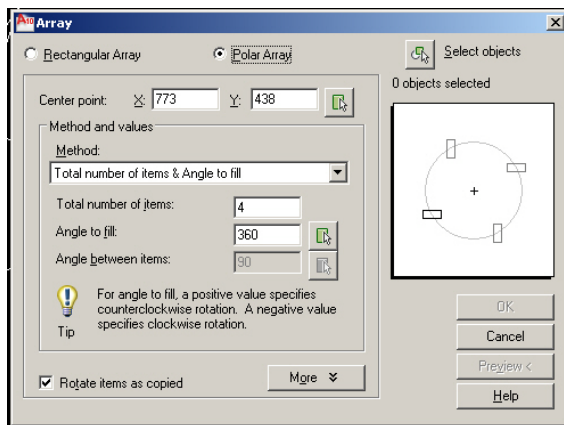 Array
Rectangular Array
Polar Array
Select objects
0 objects selected
Center point: X: 773 Y: 438
Method and values
Method:
Total number of items & Angle to fill
Total number of items: 4
Angle to fill: 360
Angle between items: 90
Tip
For angle to fill, a positive value specifies
counterclockwise rotation. A negative value
specifies clockwise rotation.
Rotate items as copied
More
OK
Cancel
Preview <
Help